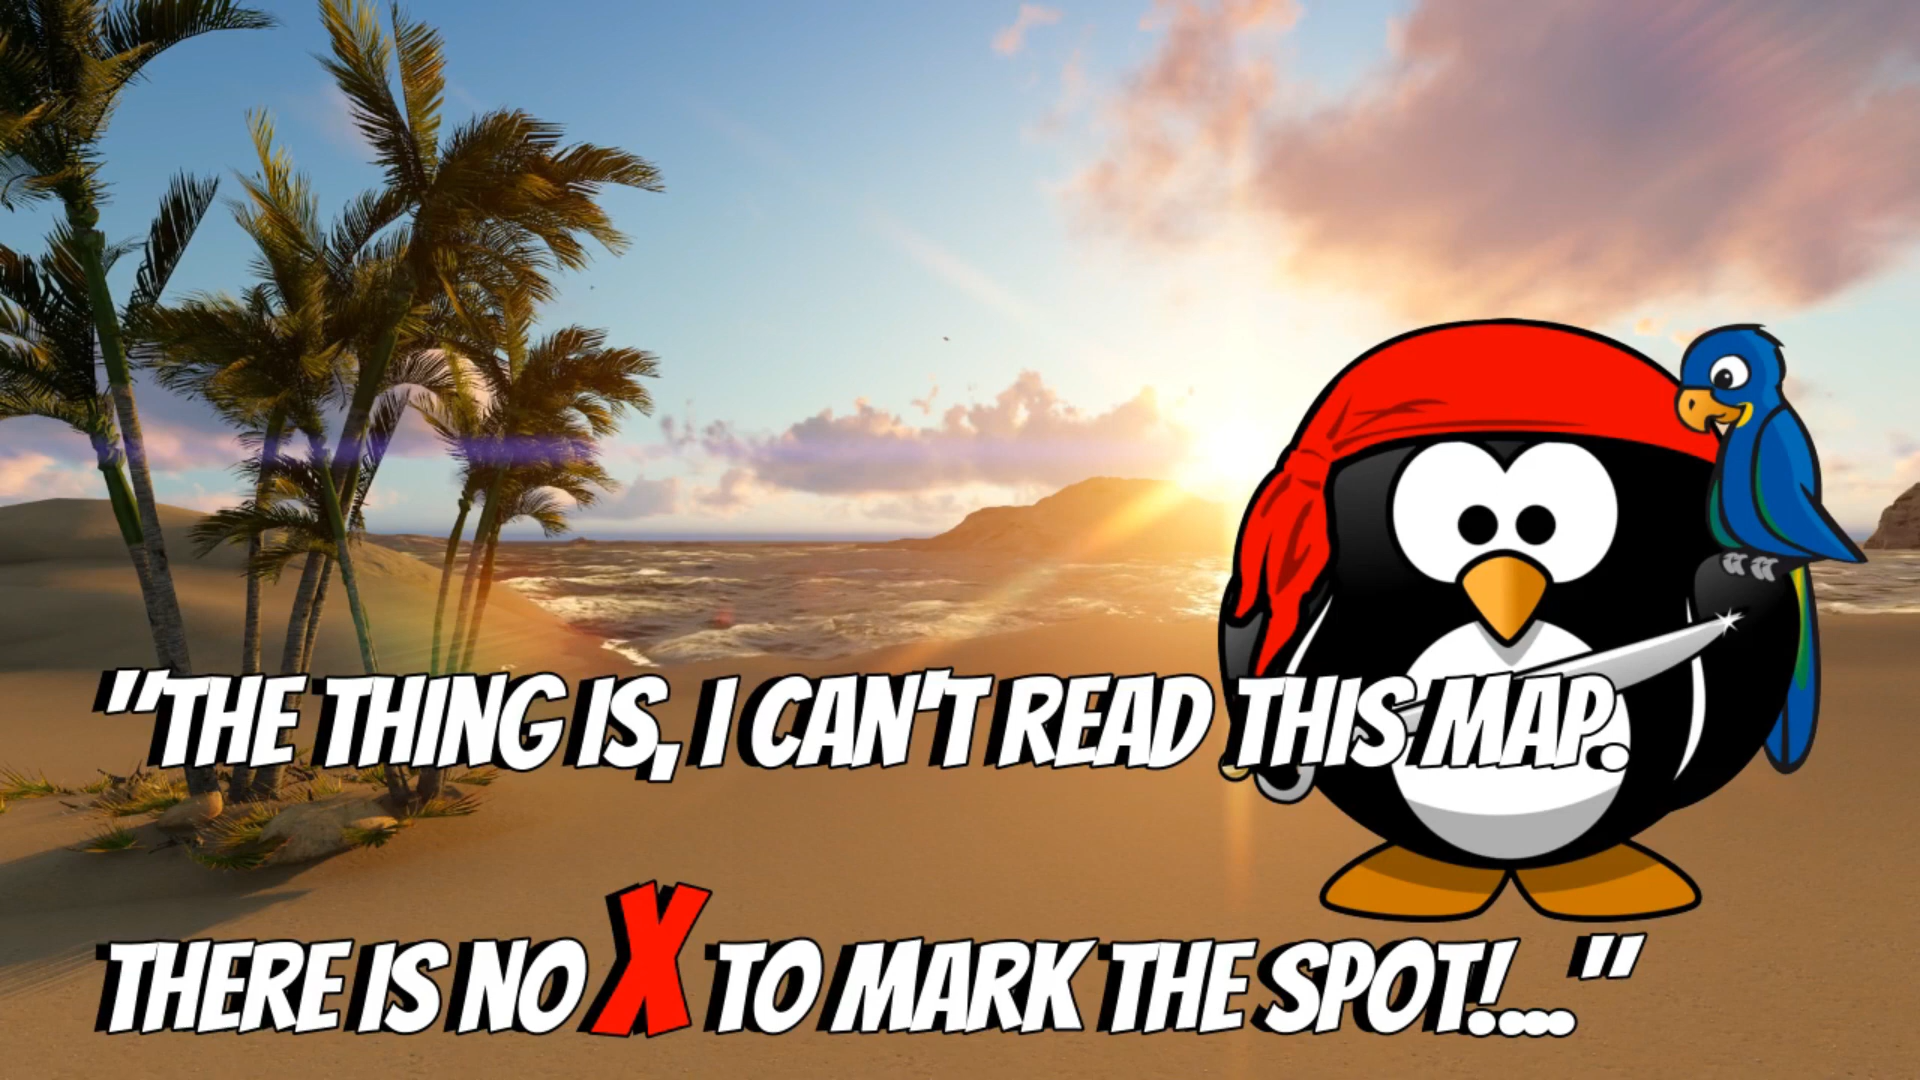 "THE THING IS, I CAN'T READ THIS MAP.
THERE IS NO X TO MARK THE SPOT!..."